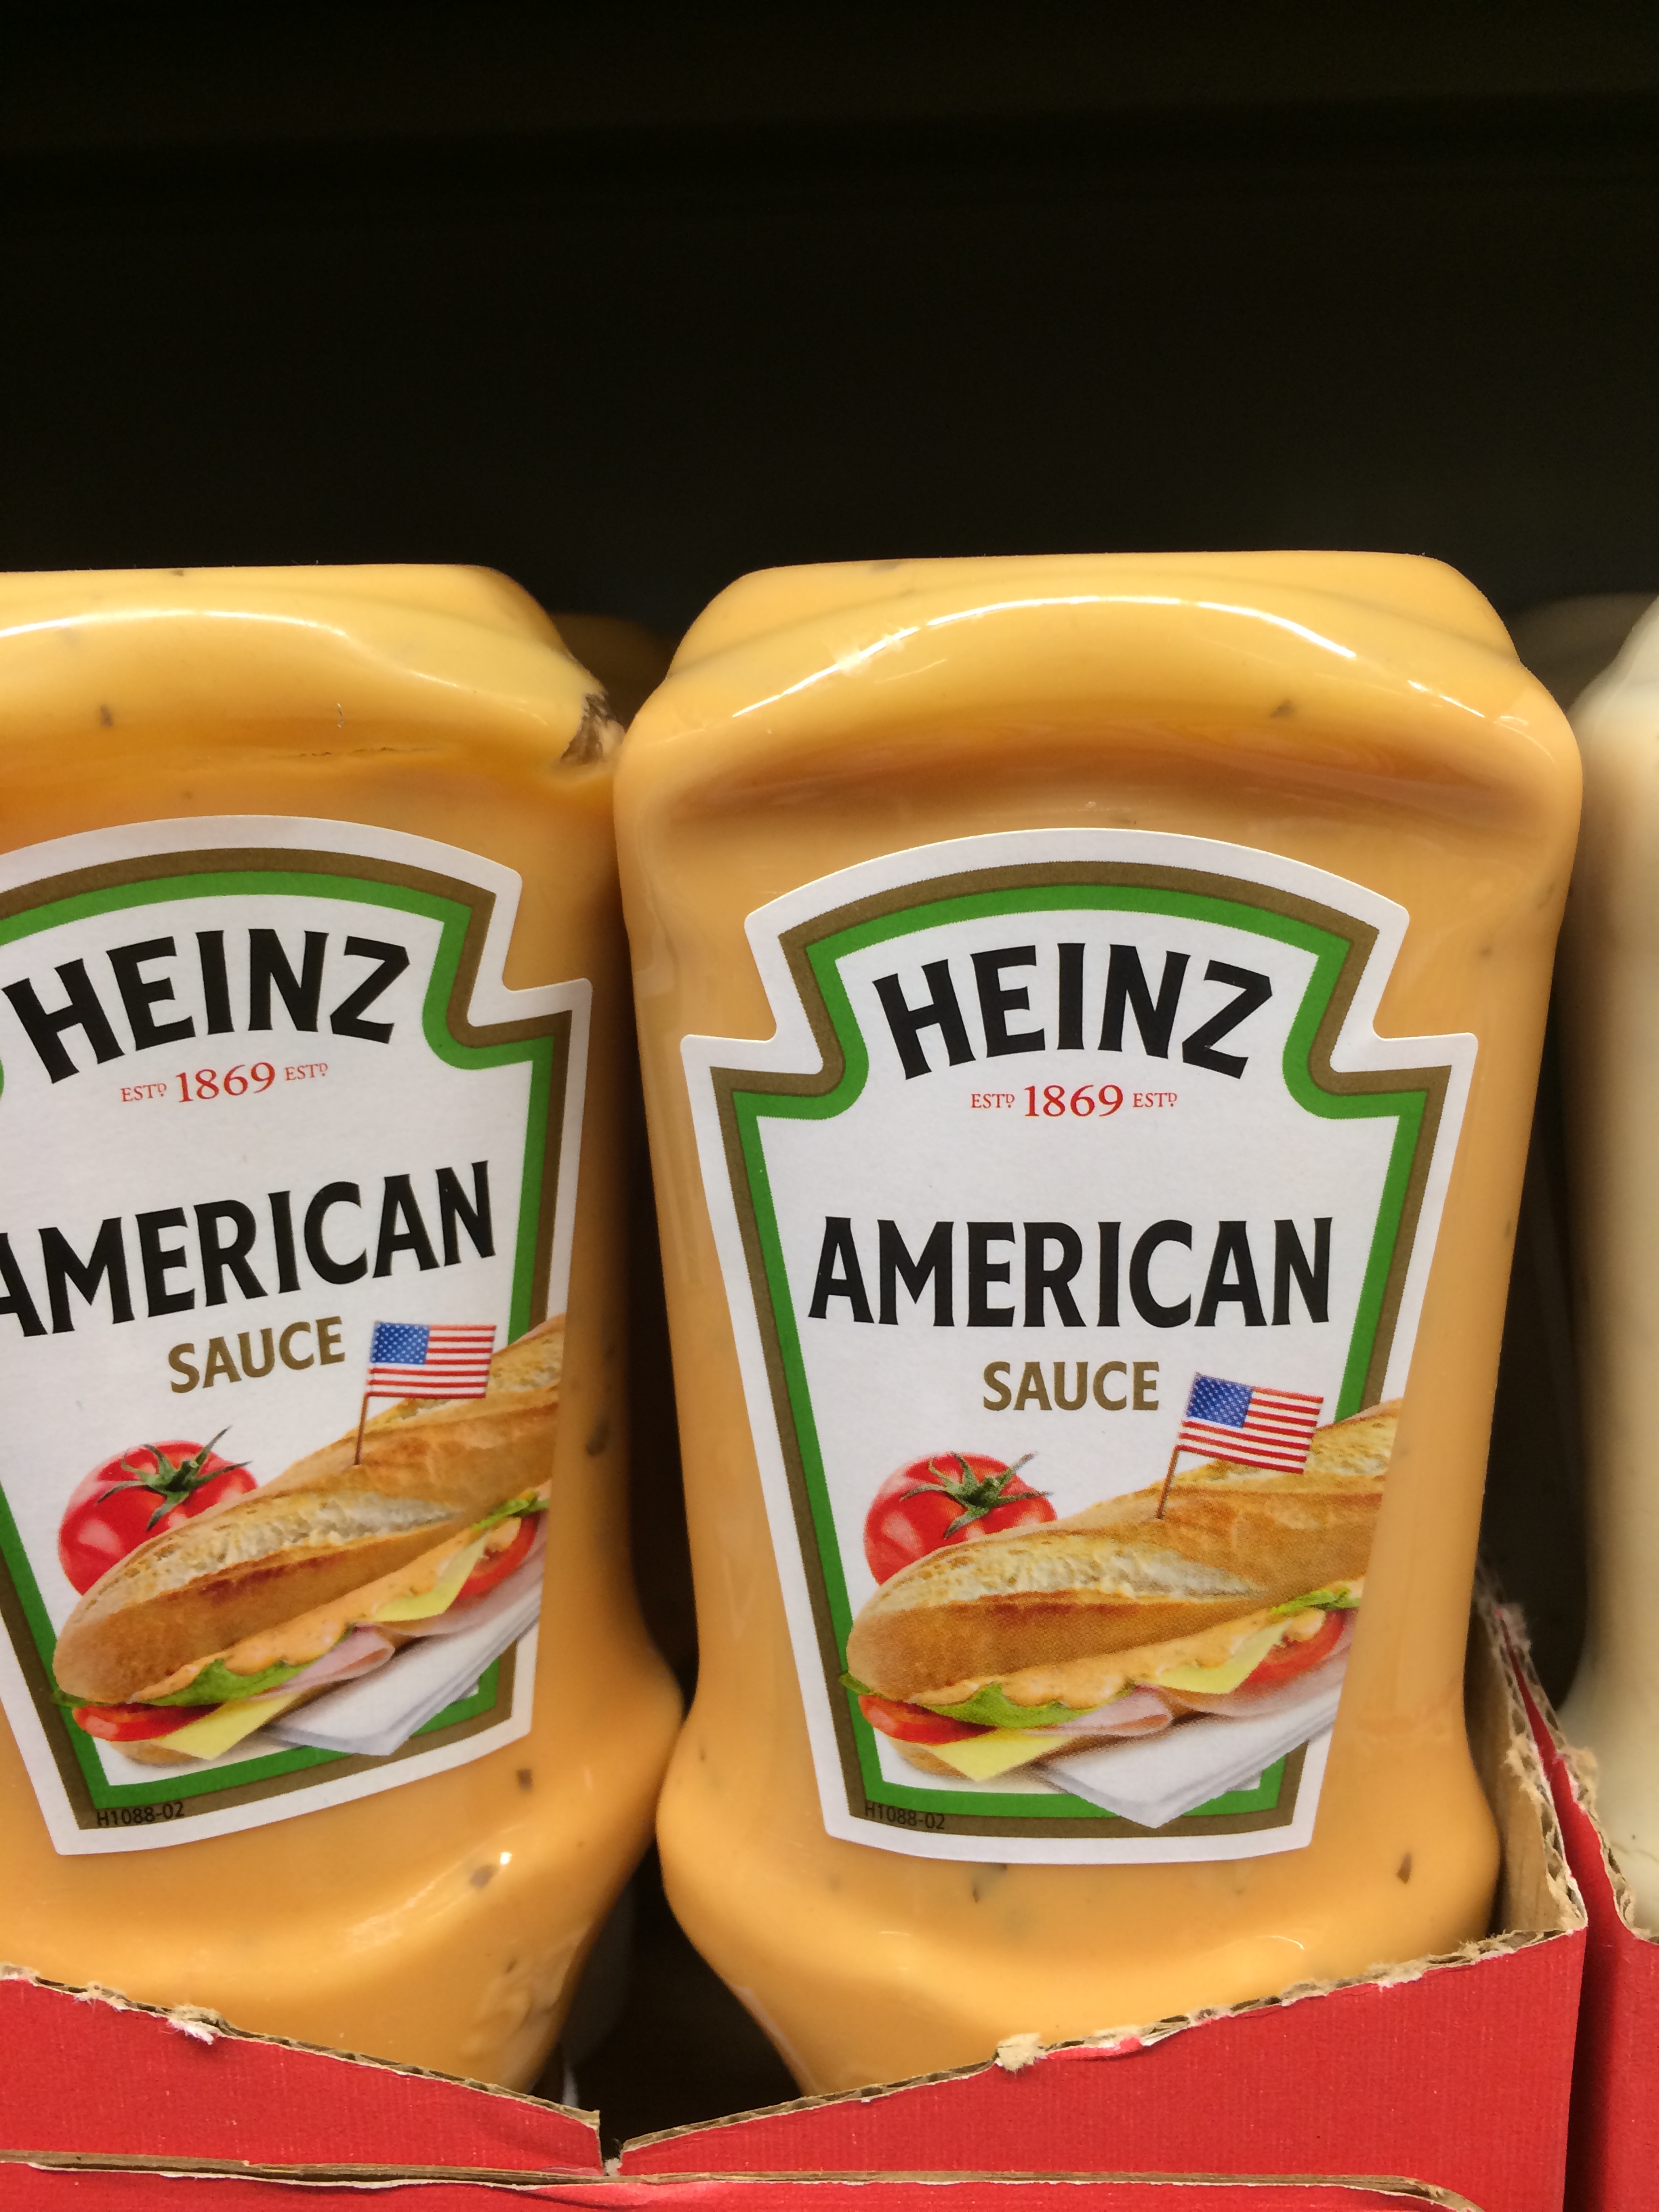 HEINZ
ESTD 1869 ESTD
AMERICAN
SAUCE
H1088-02
HEINZ
ESTD 1869 ESTD
AMERICAN
SAUCE
H1088-02